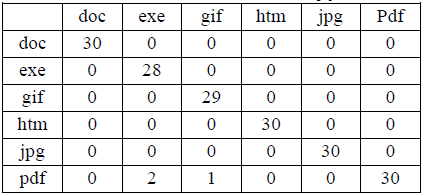 doc exe gif htm jpg Pdf
doc 30 0 0 0 0 0
exe 0 28 0 0 0 0
gif 0 0 29 0 0 0
htm 0 0 0 30 0 0
jpg 0 0 0 0 30 0
pdf 0 2 1 0 0 30